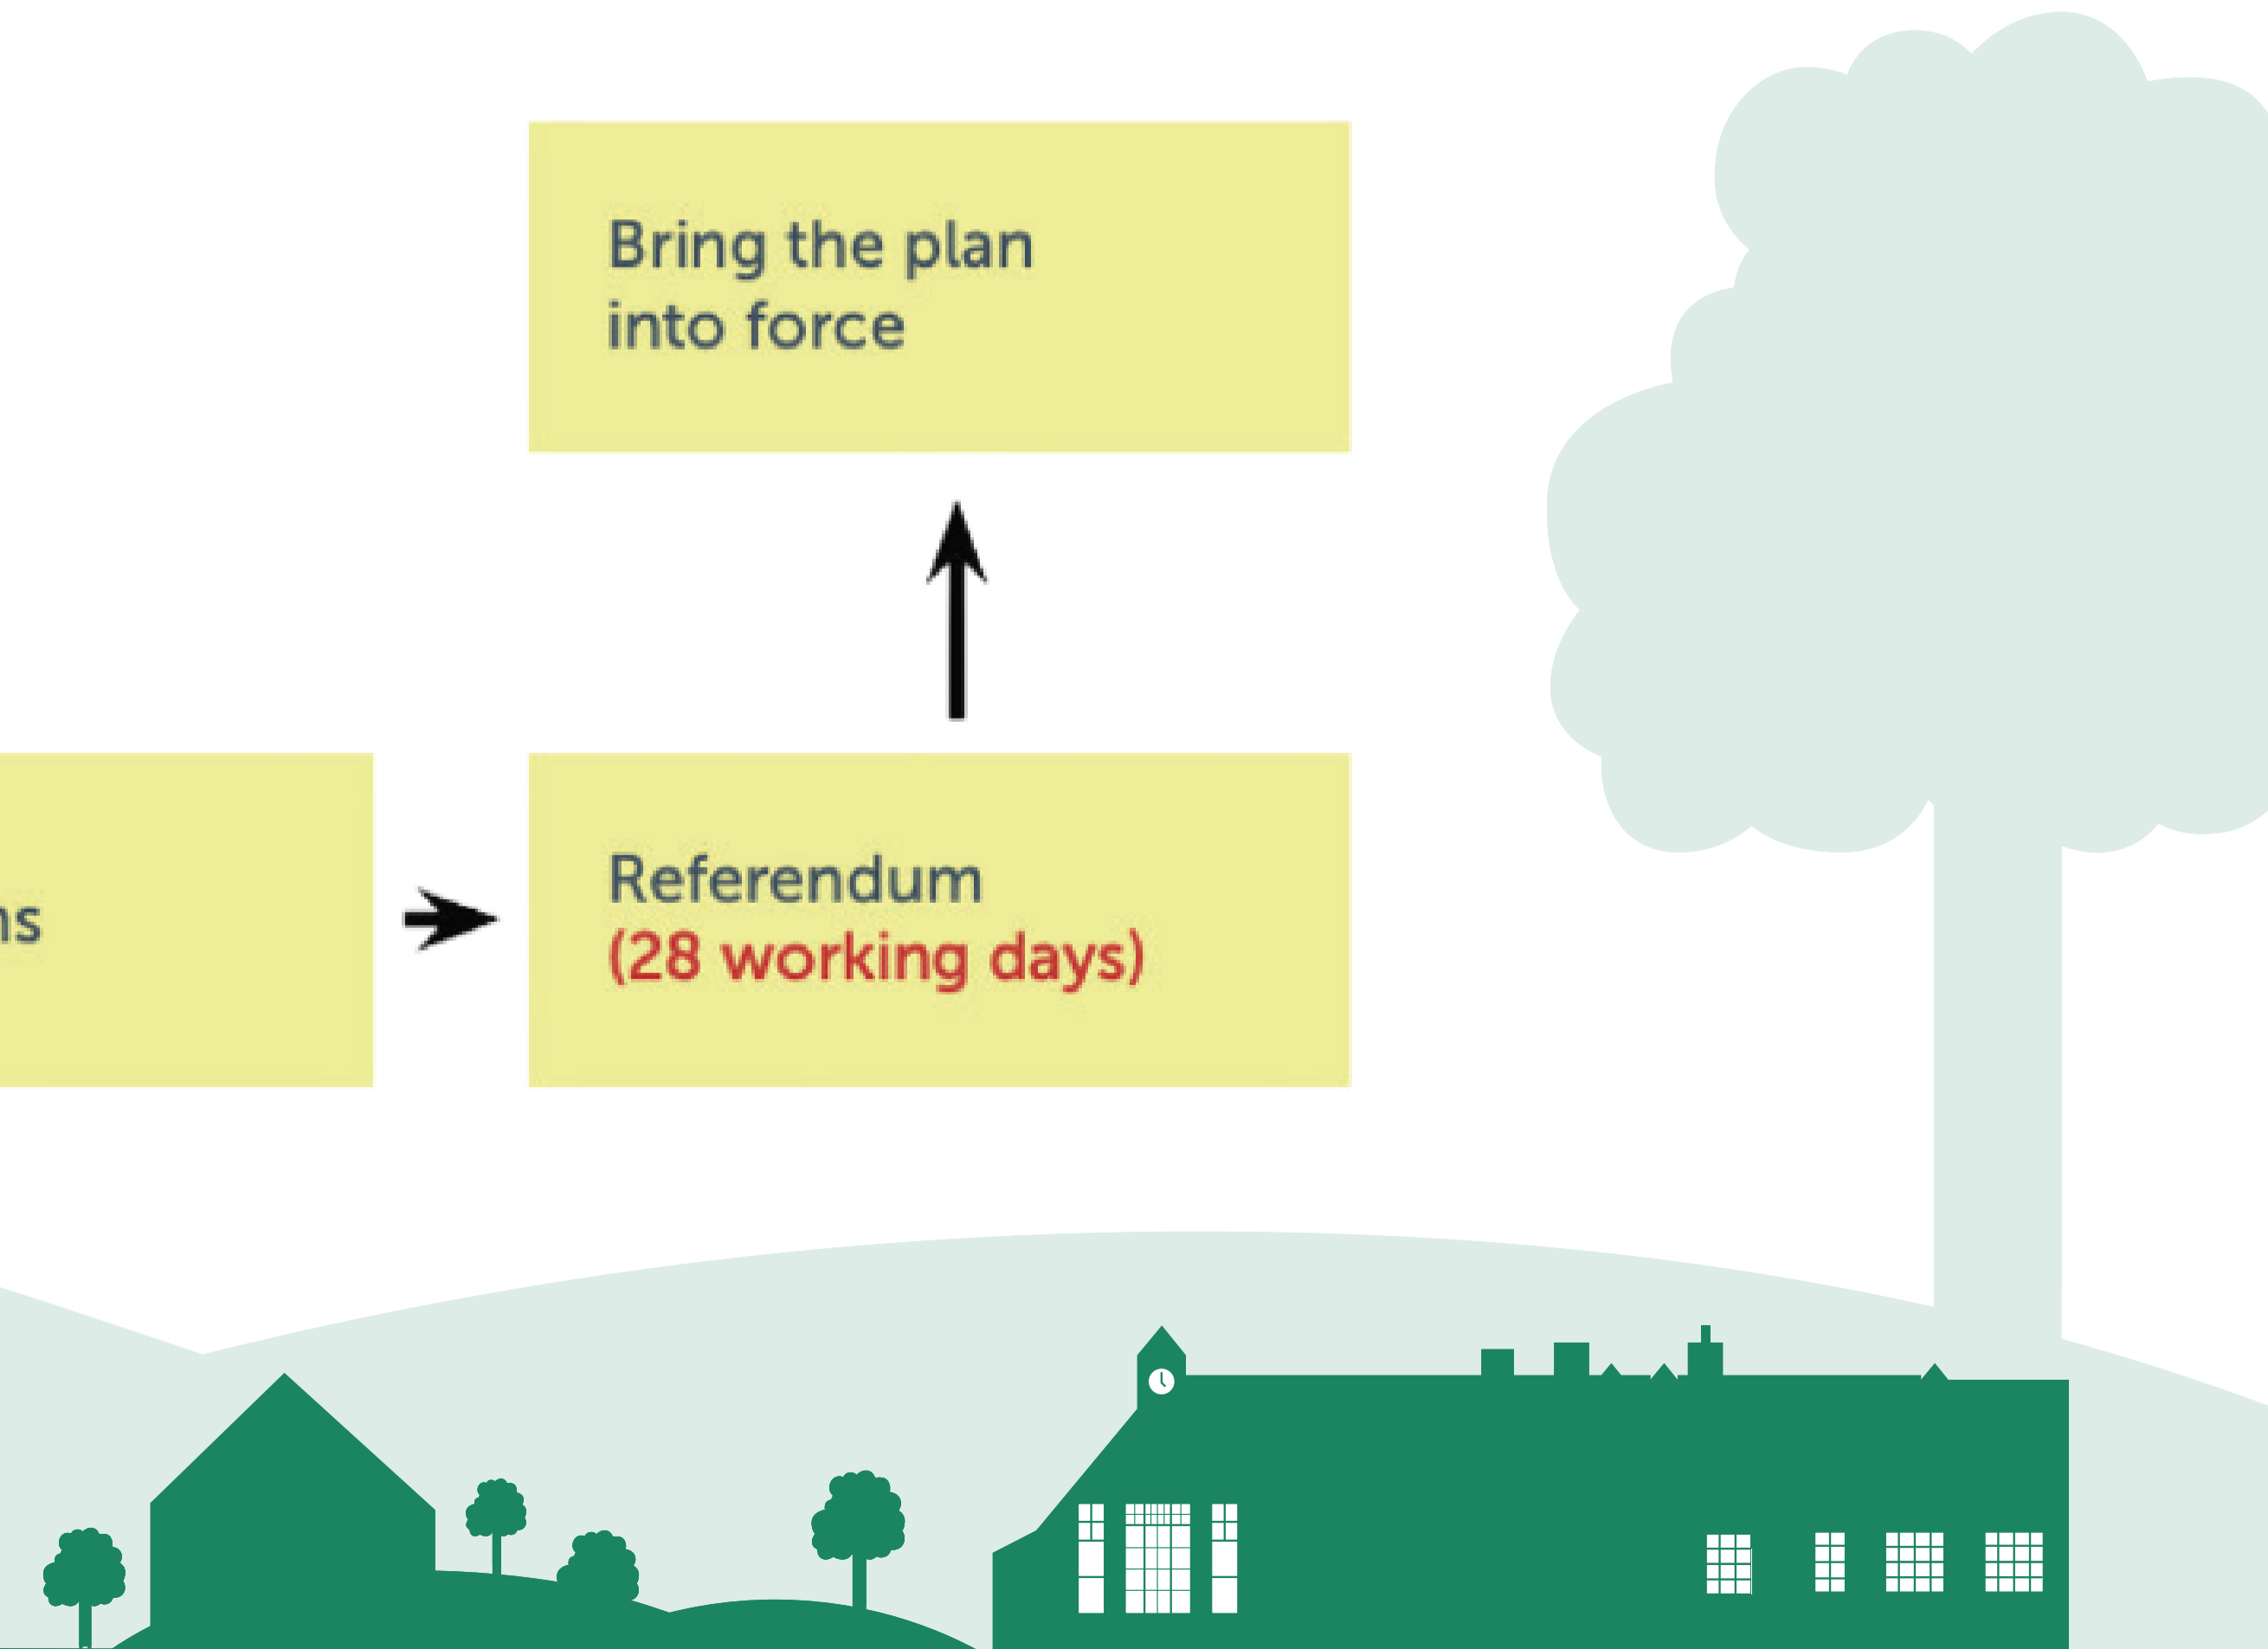 Bring the plan
into force
Referendum
(28 working days)